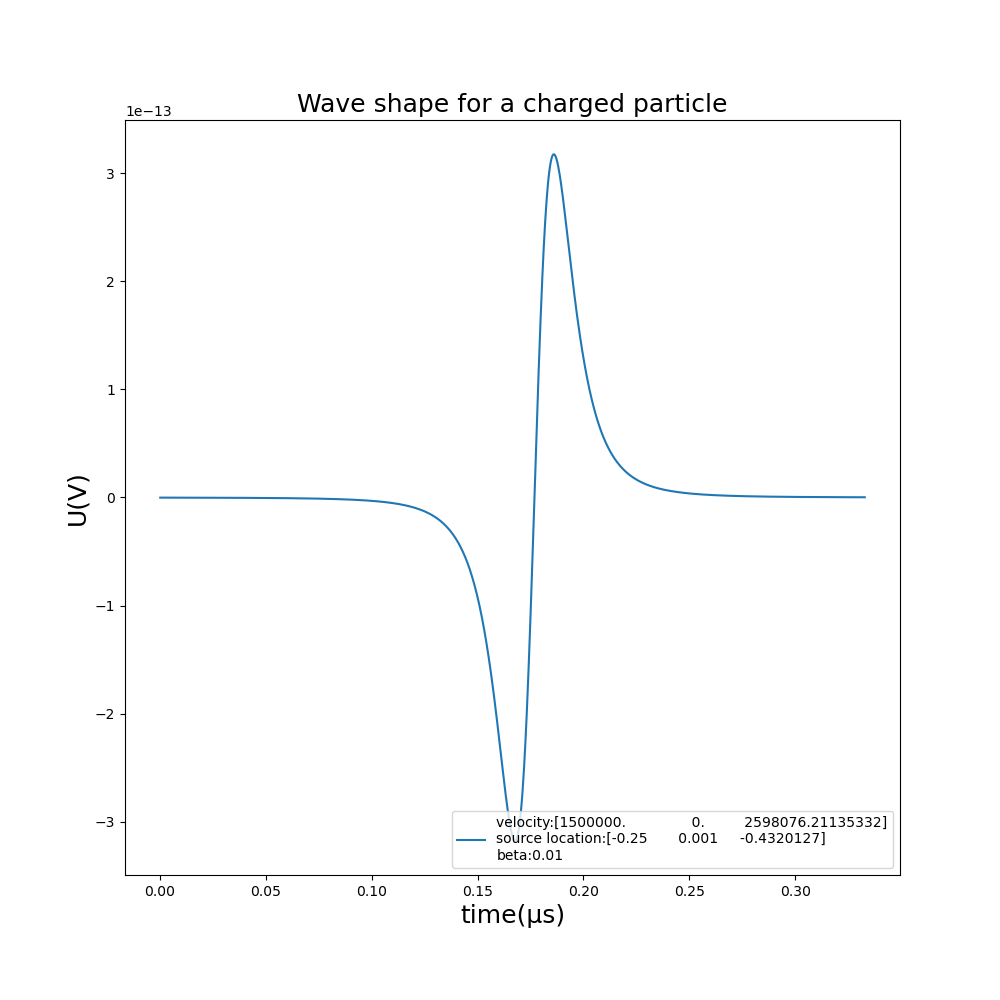 Wave shape for a charged particle
1e−13
3
2
1
0
−1
−2
−3
U(V)
velocity:[1500000. 0. 2598076.21135332]
source location:[-0.25 0.001 -0.4320127]
beta:0.01
0.00 0.05 0.10 0.15 0.20 0.25 0.30
time(μs)